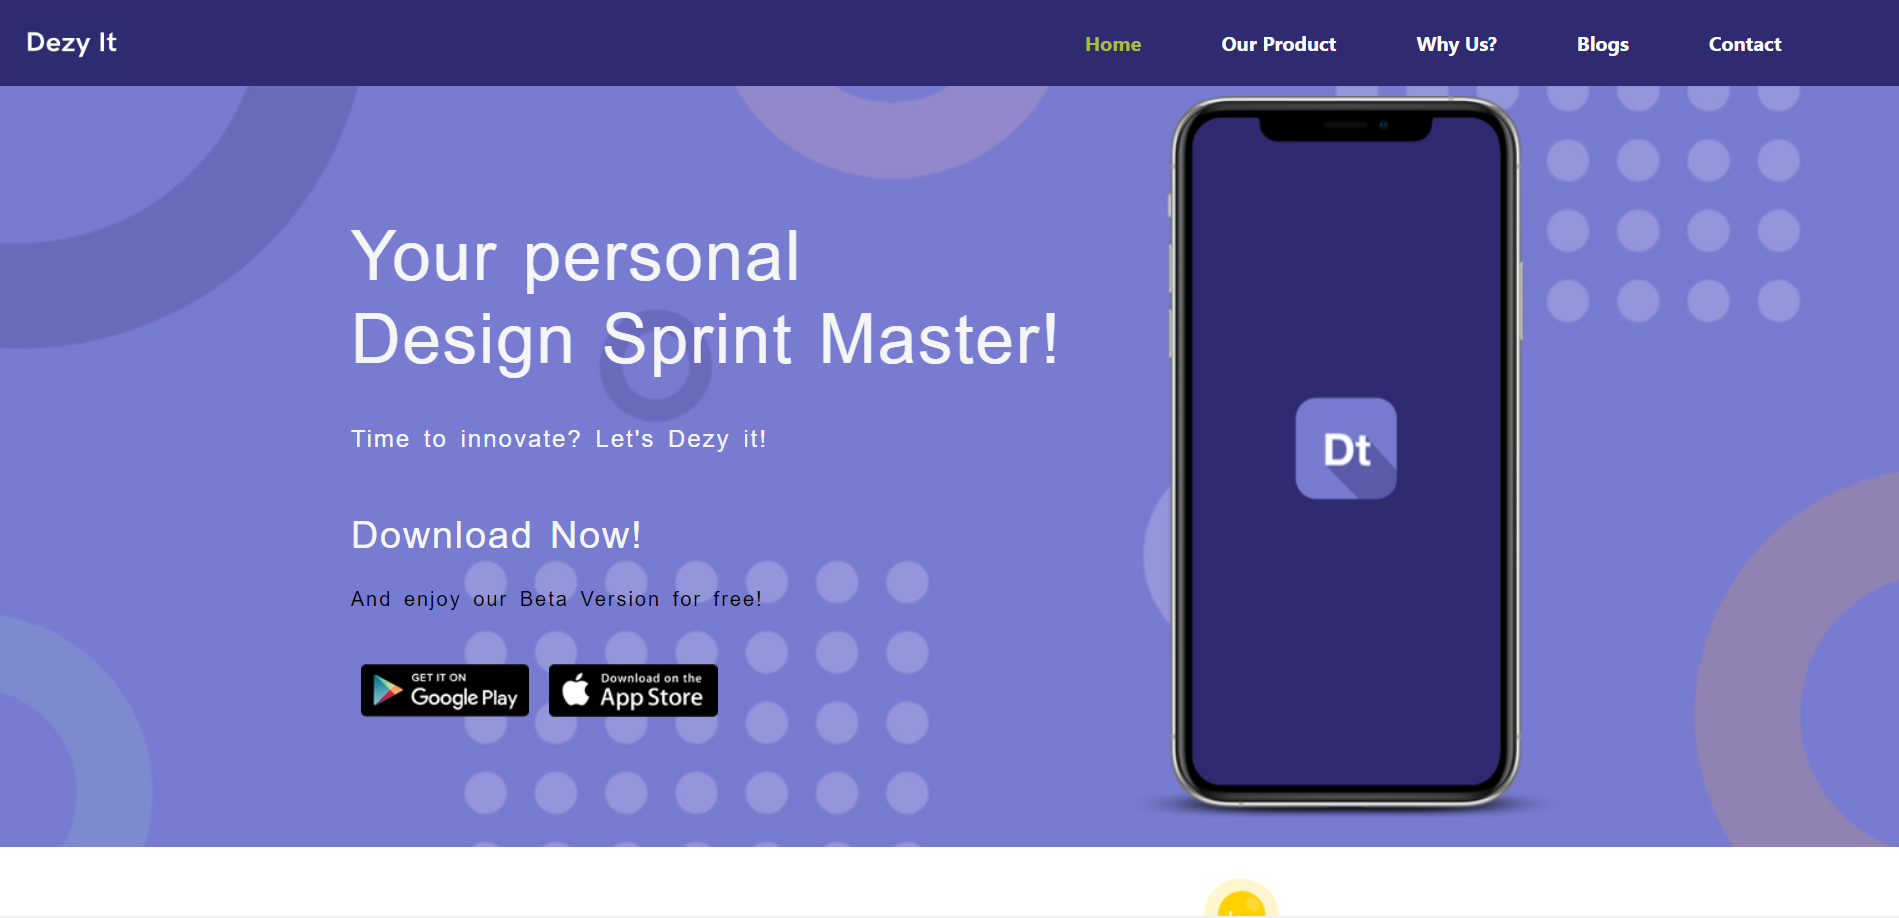 Dezy It
Home
Our Product
Why Us?
Blogs
Contact
Your personal
Design Sprint Master!
Time to innovate? Let's Dezy it!
Download Now!
And enjoy our Beta Version for free!
GET IT ON
Google Play
Download on the
App Store
Dt